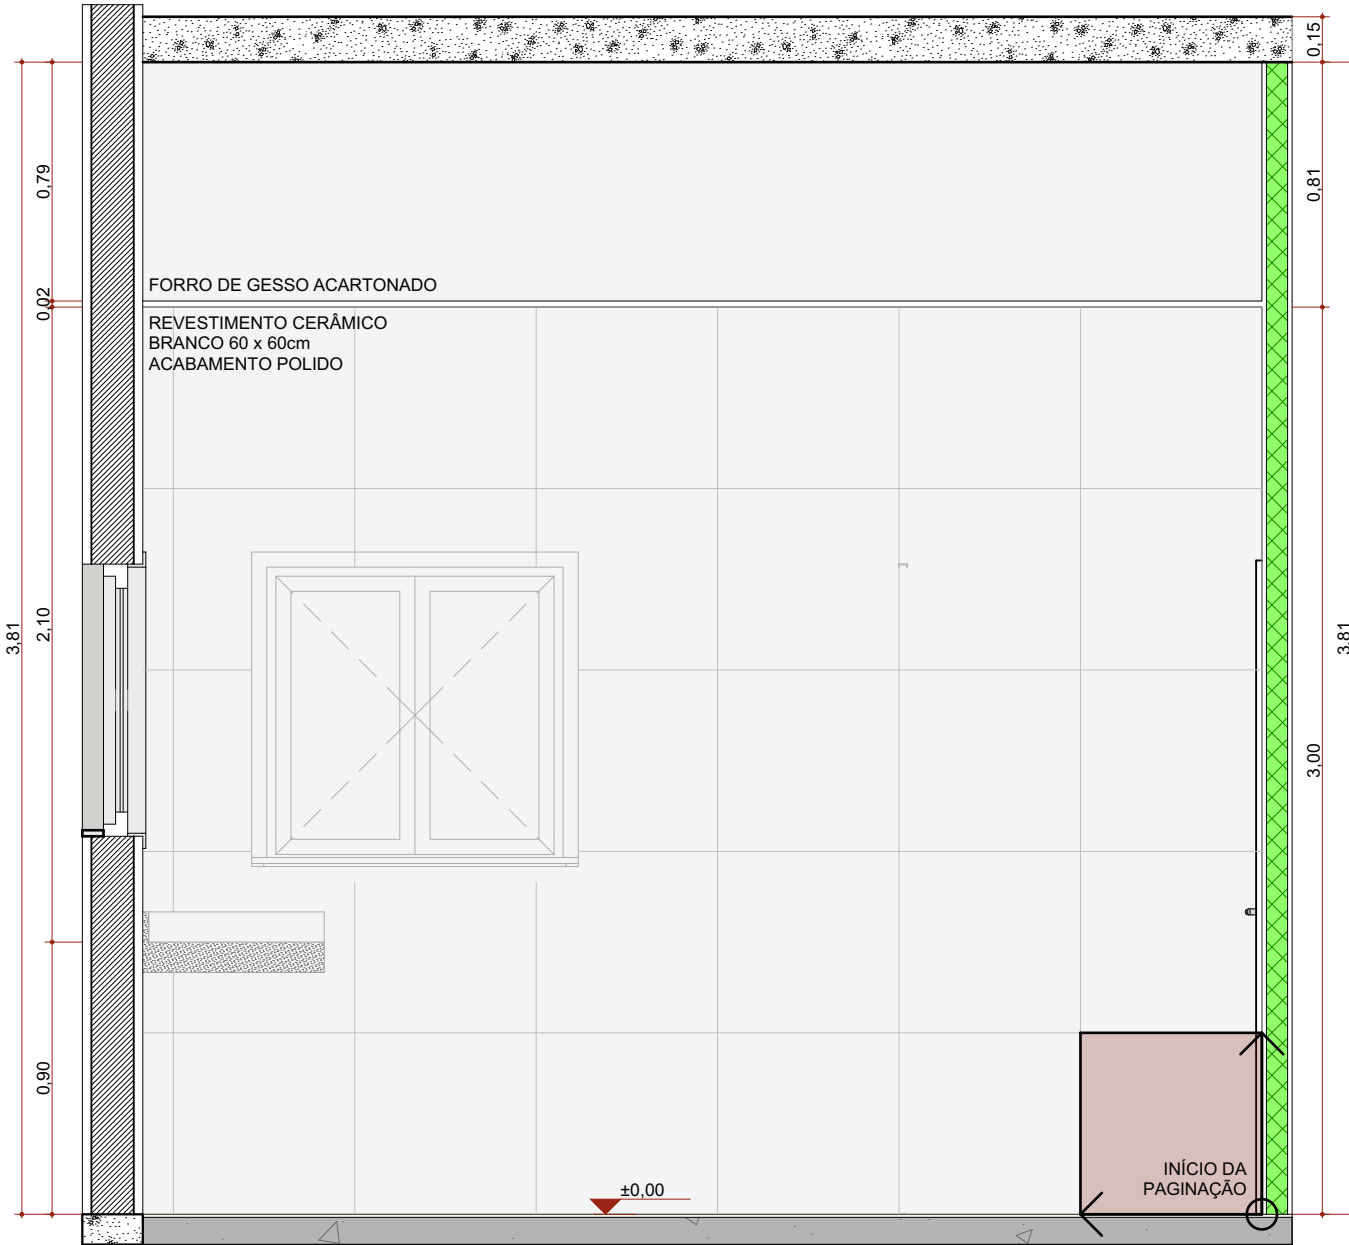 0,15
0,79
0,81
FORRO DE GESSO ACARTONADO
0,02
REVESTIMENTO CERÂMICO
BRANCO 60 x 60cm
ACABAMENTO POLIDO
3,81
2,10
3,81
3,00
0,90
INÍCIO DA
PAGINAÇÃO
±0,00